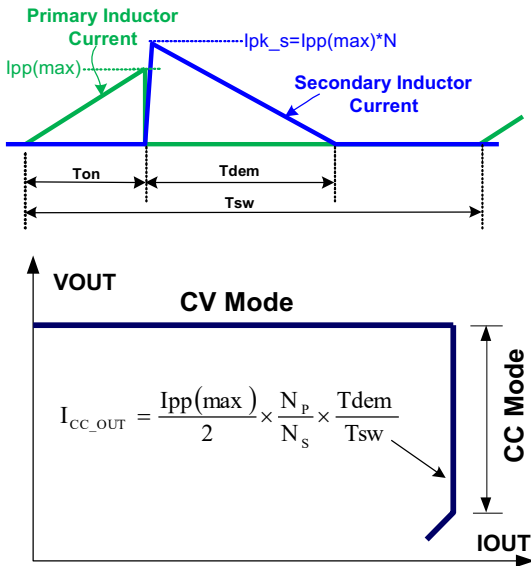 Primary Inductor
Current
Ipk_s=Ipp(max)*N
Ipp(max)
Secondary Inductor
Current
Ton
Tdem
Tsw
VOUT
CV Mode
I_CC_OUT = Ipp(max)/2 × N_P/N_S × Tdem/Tsw
CC Mode
IOUT